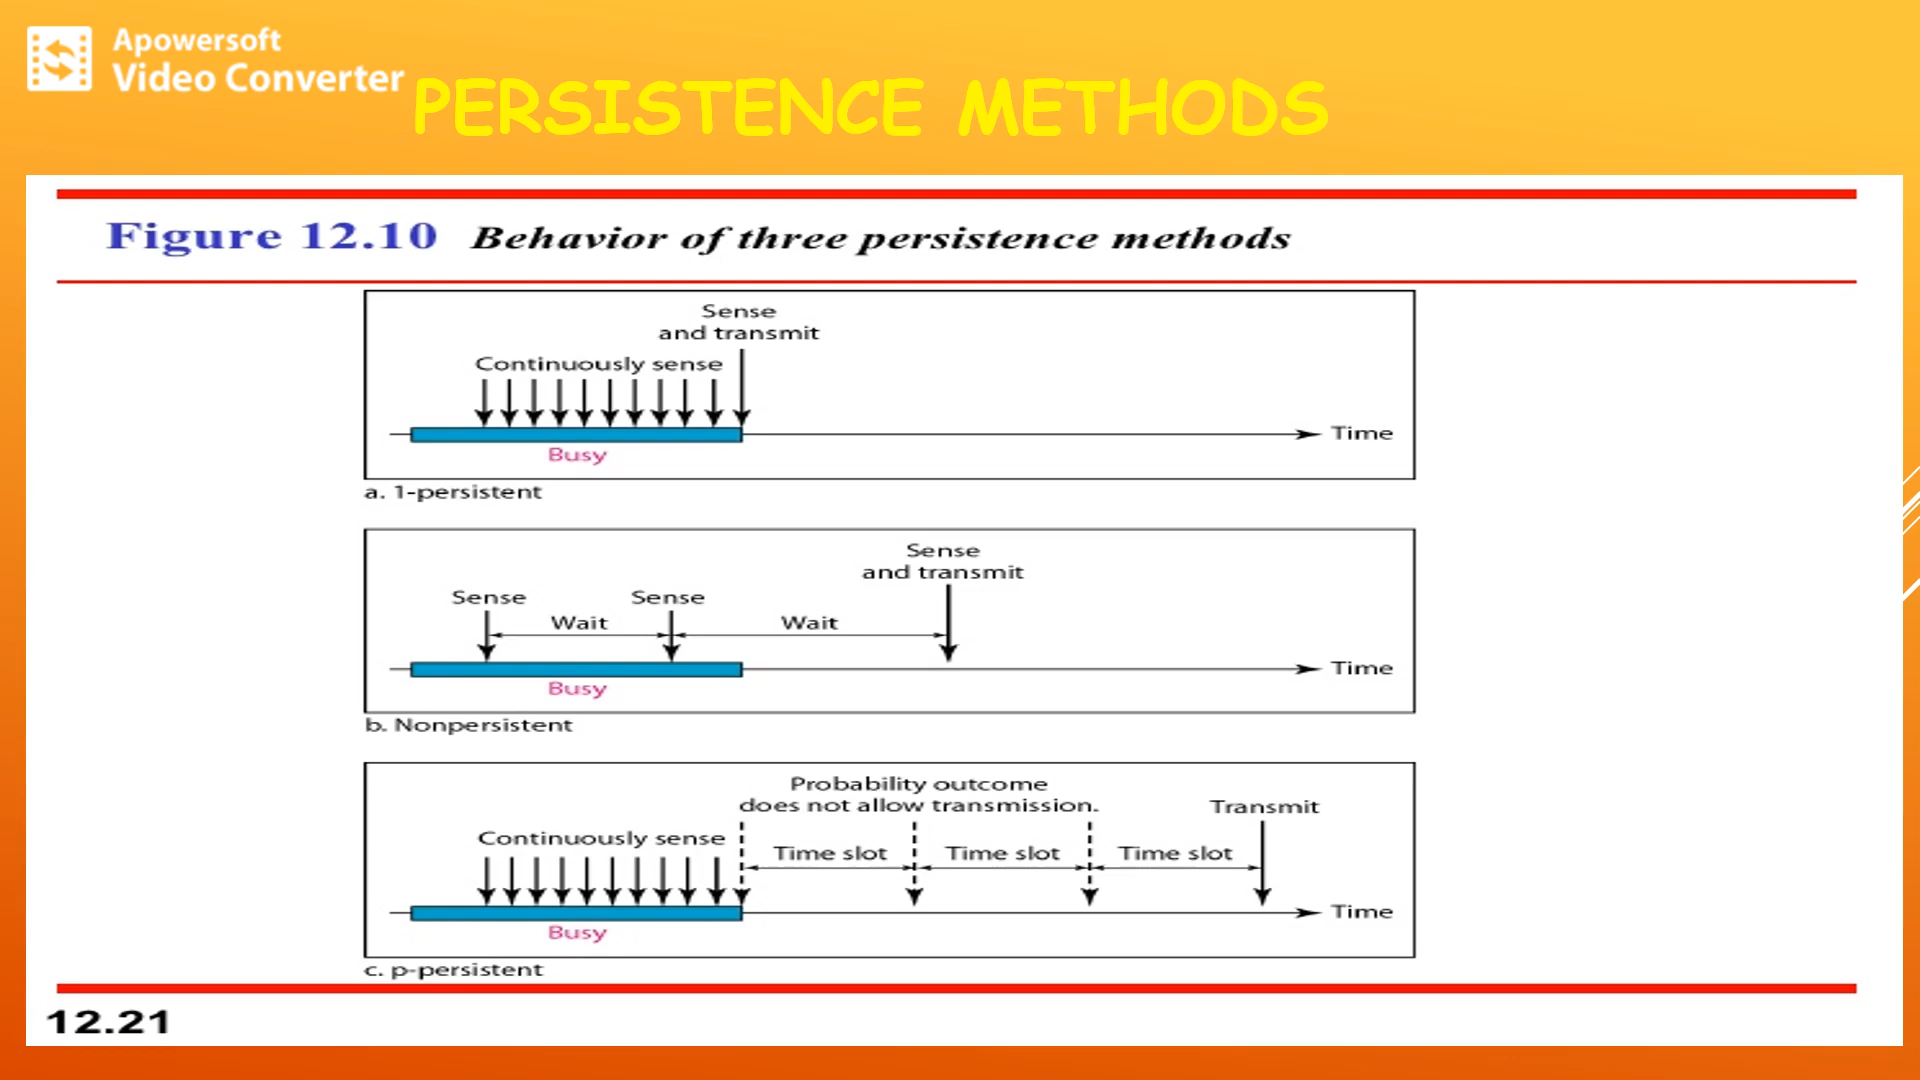 Apowersoft
Video Converter
PERSISTENCE METHODS
Figure 12.10 Behavior of three persistence methods
Sense
and transmit
Continuously sense
Time
Busy
a. 1-persistent
Sense
and transmit
Sense Sense
Wait Wait
Time
Busy
b. Nonpersistent
Probability outcome
does not allow transmission. Transmit
Continuously sense
Time slot Time slot Time slot
Time
Busy
c. p-persistent
12.21